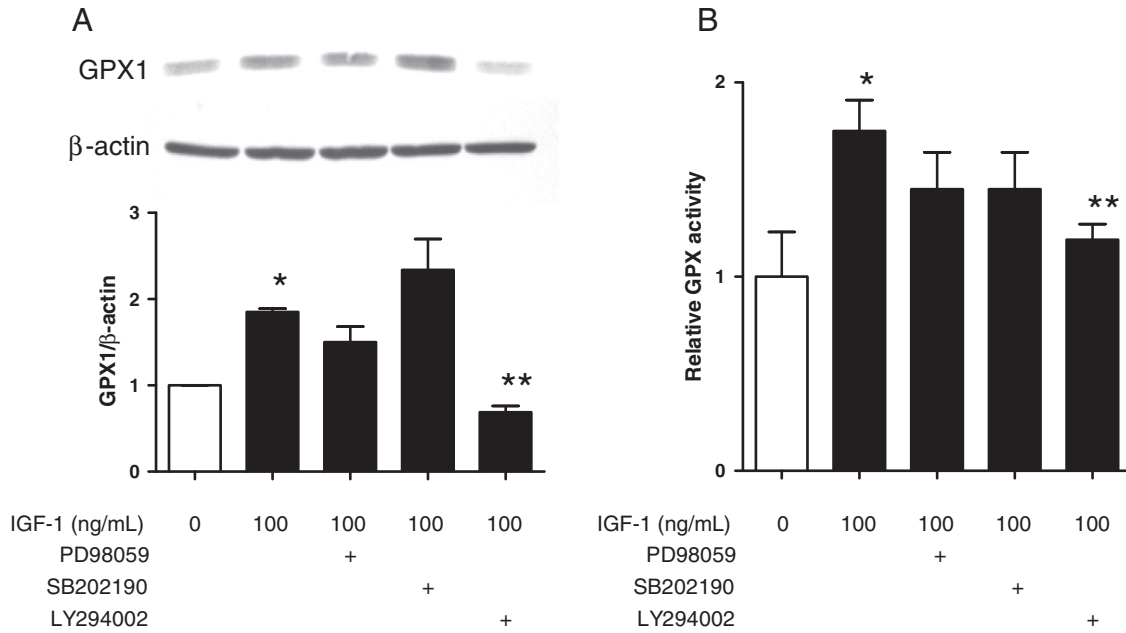 A
GPX1
β-actin
3
2
1
0
GPX1/β-actin
*
**
IGF-1 (ng/mL) 0 100 100 100 100
PD98059 +
SB202190 +
LY294002 +
B
2
1
0
Relative GPX activity
*
**
IGF-1 (ng/mL) 0 100 100 100 100
PD98059 +
SB202190 +
LY294002 +